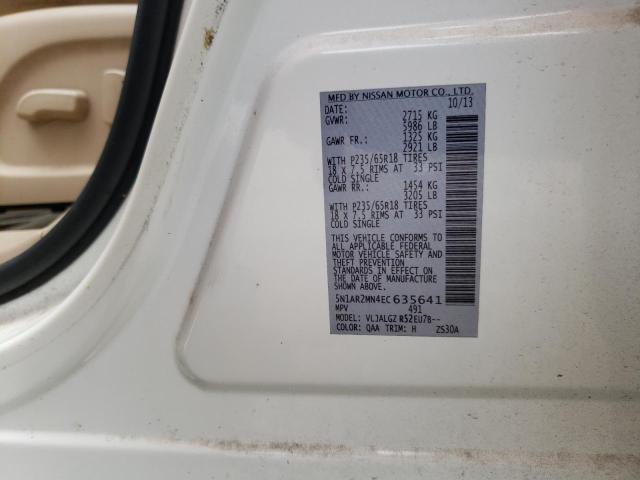 MFD BY NISSAN MOTOR CO., LTD.
DATE: 10/13
GVWR: 2715 KG
5986 LB
GAWR FR.: 1325 KG
2921 LB
WITH P235/65R18 TIRES
18 X 7.5 RIMS AT 33 PSI
COLD SINGLE
GAWR RR.: 1454 KG
3205 LB
WITH P235/65R18 TIRES
18 X 7.5 RIMS AT 33 PSI
COLD SINGLE
THIS VEHICLE CONFORMS TO
ALL APPLICABLE FEDERAL
MOTOR VEHICLE SAFETY AND
THEFT PREVENTION
STANDARDS IN EFFECT ON THE
DATE OF MANUFACTURE SHOWN
ABOVE.
5N1AR2MN4EC635641
MPV 491
MODEL: VLJALGZ R52EU7B--
COLOR: QAA TRIM: H ZS30A